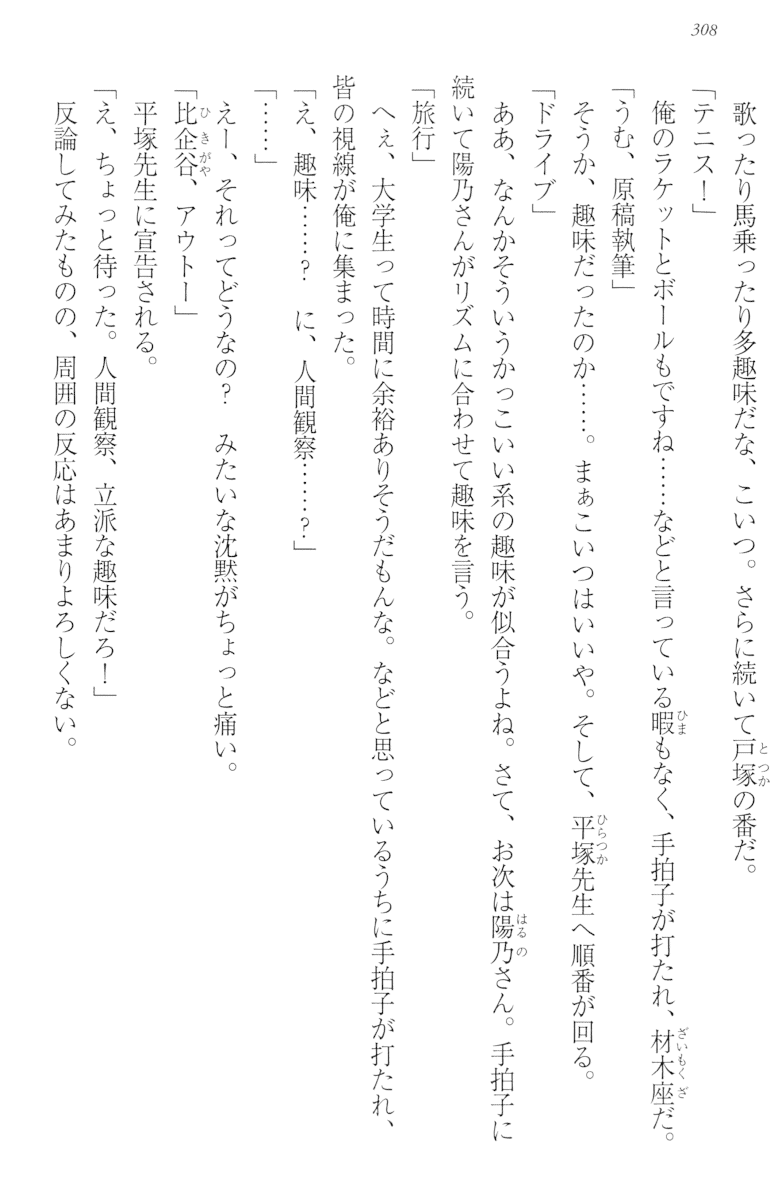 308
歌ったり馬乗ったり多趣味だな、こいつ。さらに続いて戸塚の番だ。
「テニス！」
俺のラケットとボールもですね……などと言っている暇もなく、手拍子が打たれ、材木座だ。
「うむ、原稿執筆」
そうか、趣味だったのか……。まぁこいつはいいや。そして、平塚先生へ順番が回る。
「ドライブ」
ああ、なんかそういうかっこいい系の趣味が似合うよね。さて、お次は陽乃さん。手拍子に
続いて陽乃さんがリズムに合わせて趣味を言う。
「旅行」
へぇ、大学生って時間に余裕ありそうだもんな。などと思っているうちに手拍子が打たれ、
皆の視線が俺に集まった。
「え、趣味……？　に、人間観察……？」
「……」
えー、それってどうなの？　みたいな沈黙がちょっと痛い。
「比企谷、アウトー」
平塚先生に宣告される。
「え、ちょっと待った。人間観察、立派な趣味だろ！」
反論してみたものの、周囲の反応はあまりよろしくない。